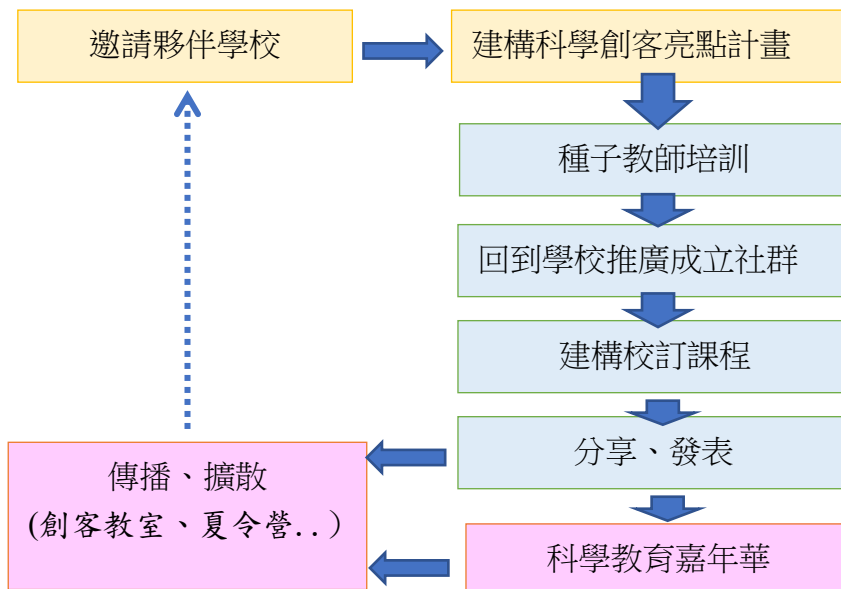 邀請夥伴學校
建構科學創客亮點計畫
種子教師培訓
回到學校推廣成立社群
建構校訂課程
分享、發表
傳播、擴散
(創客教室、夏令營..)
科學教育嘉年華